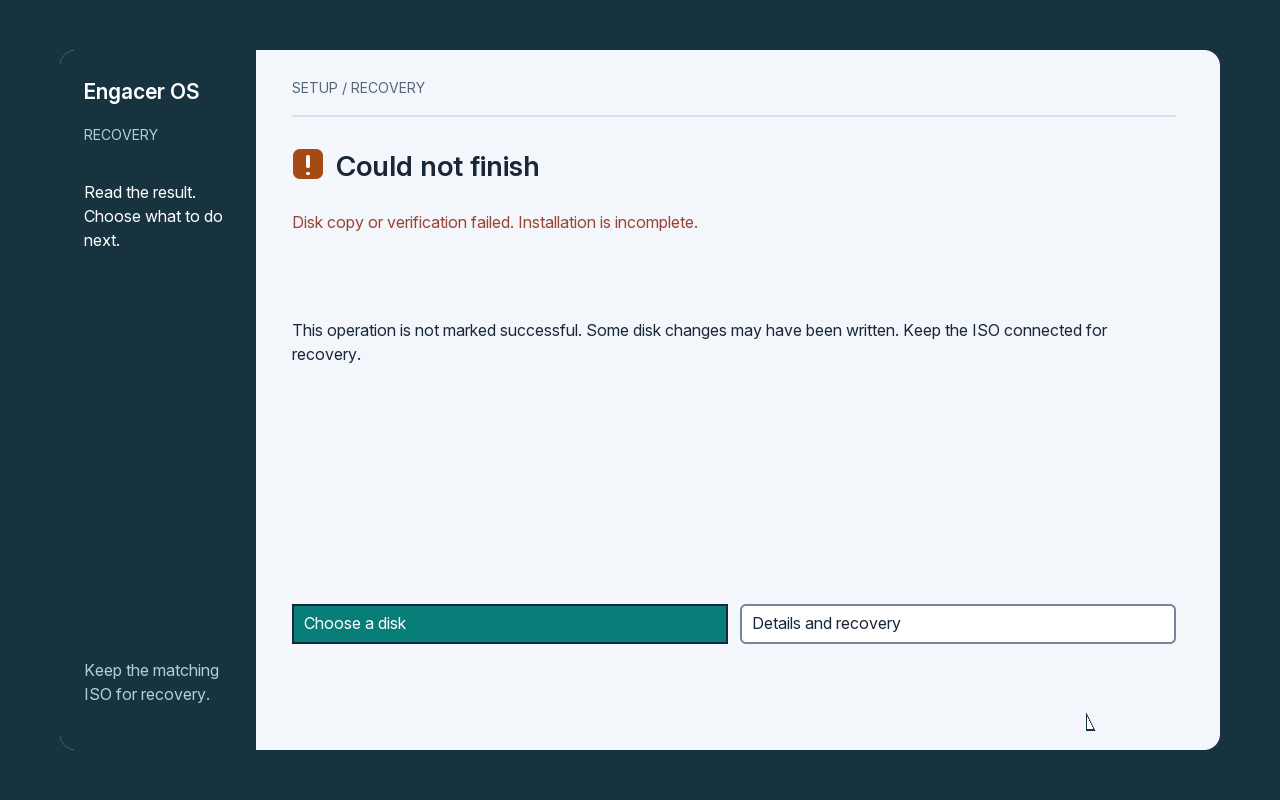 Engacer OS
RECOVERY
Read the result.
Choose what to do
next.
Keep the matching
ISO for recovery.
SETUP / RECOVERY
Could not finish
Disk copy or verification failed. Installation is incomplete.
This operation is not marked successful. Some disk changes may have been written. Keep the ISO connected for
recovery.
Choose a disk
Details and recovery